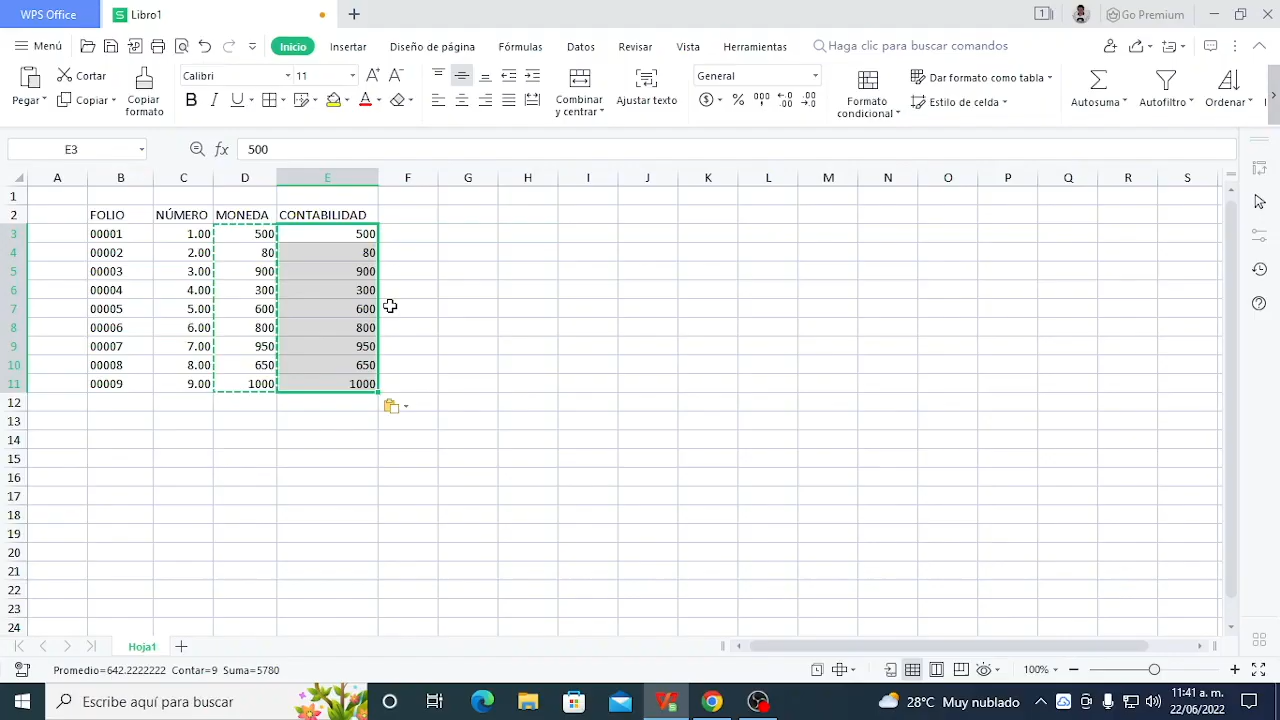 WPS Office
S Libro1
1
Go Premium
Menú
Inicio
Insertar
Diseño de página
Fórmulas
Datos
Revisar
Vista
Herramientas
Haga clic para buscar comandos
Pegar
Cortar
Copiar
Copiar formato
Calibri
11
A+ A-
B I U
A
Combinar y centrar
Ajustar texto
General
$ % 000 ←.0 .00 .00 →.0
Formato condicional
Dar formato como tabla
Estilo de celda
Autosuma
Autofiltro
Ordenar
E3
fx
500
A B C D E F G H I J K L M N O P Q R S
1
2 FOLIO NÚMERO MONEDA CONTABILIDAD
3 00001 1.00 500 500
4 00002 2.00 80 80
5 00003 3.00 900 900
6 00004 4.00 300 300
7 00005 5.00 600 600
8 00006 6.00 800 800
9 00007 7.00 950 950
10 00008 8.00 650 650
11 00009 9.00 1000 1000
12
13
14
15
16
17
18
19
20
21
22
23
24
Hoja1
Promedio=642.2222222 Contar=9 Suma=5780
100%
Escribe aquí para buscar
28°C Muy nublado
11:41 a. m.
22/06/2022